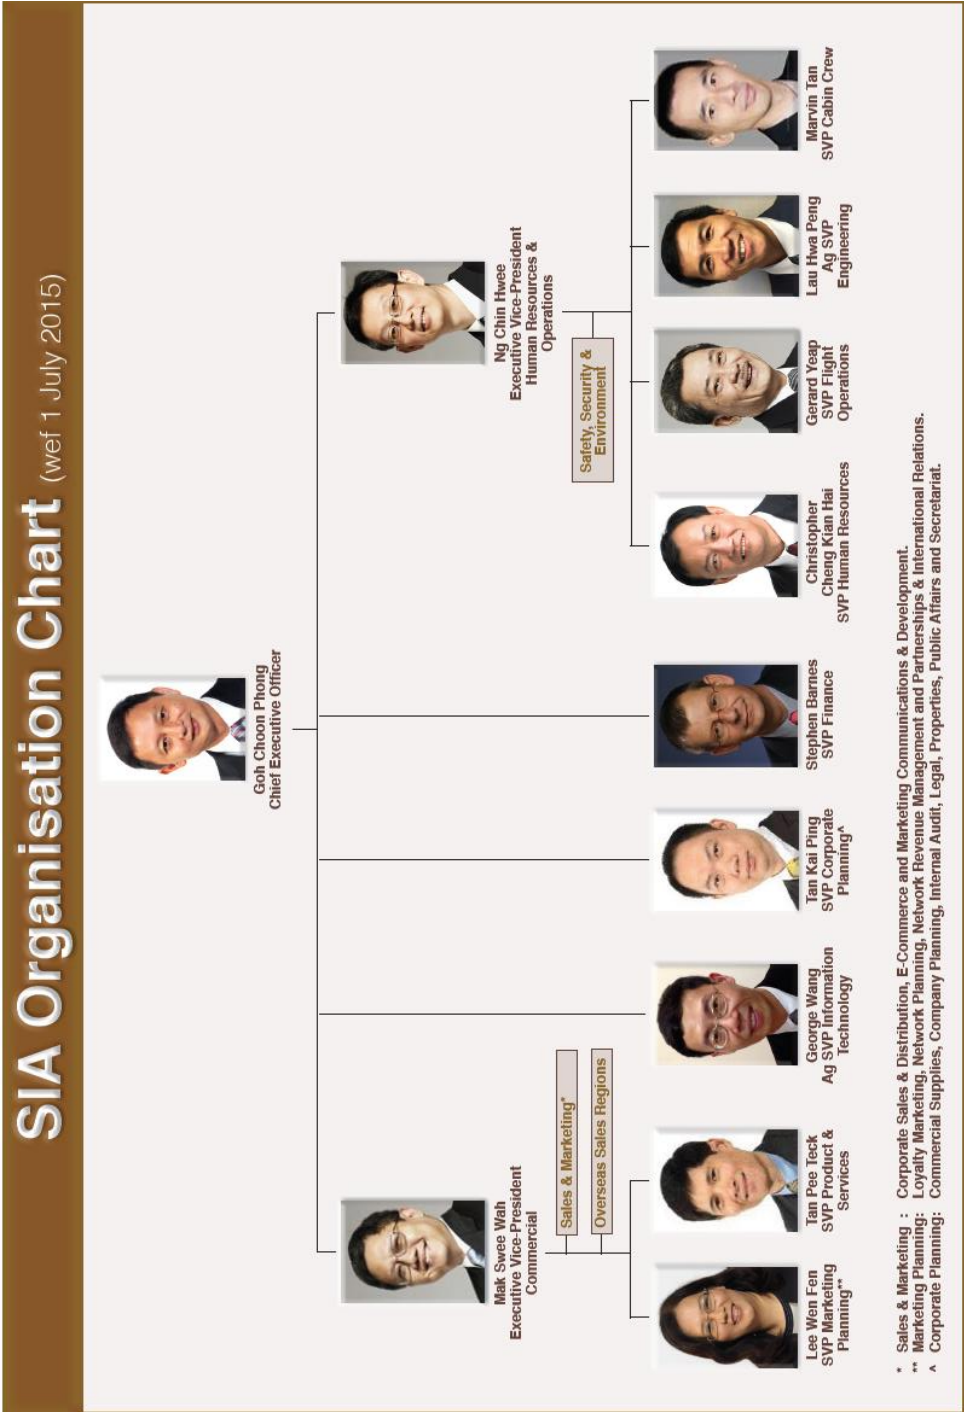 SIA Organisation Chart (wef 1 July 2015)
Goh Choon Phong
Chief Executive Officer
Mak Swee Wah
Executive Vice-President
Commercial
Ng Chin Hwee
Executive Vice-President
Human Resources &
Operations
Sales & Marketing*
Overseas Sales Regions
Safety, Security &
Environment
Lee Wen Fen
SVP Marketing
Planning**
Tan Pee Teck
SVP Product &
Services
George Wang
Ag SVP Information
Technology
Tan Kai Ping
SVP Corporate
Planning^
Stephen Barnes
SVP Finance
Christopher
Cheng Kian Hai
SVP Human Resources
Gerard Yeap
SVP Flight
Operations
Lau Hwa Peng
Ag SVP
Engineering
Marvin Tan
SVP Cabin Crew
* Sales & Marketing : Corporate Sales & Distribution, E-Commerce and Marketing Communications & Development.
** Marketing Planning: Loyalty Marketing, Network Planning, Network Revenue Management and Partnerships & International Relations.
^ Corporate Planning: Commercial Supplies, Company Planning, Internal Audit, Legal, Properties, Public Affairs and Secretariat.